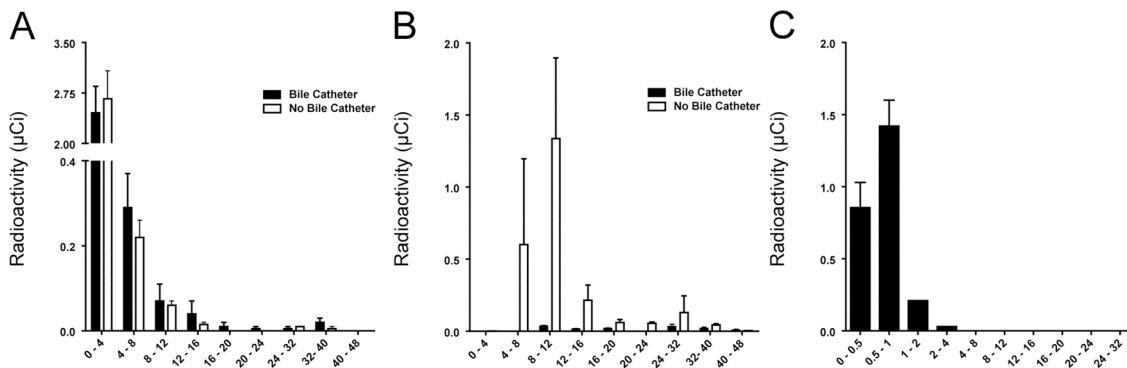 A
Radioactivity (µCi)
3.50
2.75
2.00
0.4
0.2
0.0
Bile Catheter
No Bile Catheter
0 - 4
4 - 8
8 - 12
12 - 16
16 - 20
20 - 24
24 - 32
32- 40
40 - 48
B
Radioactivity (µCi)
2.0
1.5
1.0
0.5
0.0
Bile Catheter
No Bile Catheter
0 - 4
4 - 8
8 - 12
12 - 16
16 - 20
20 - 24
24 - 32
32- 40
40 - 48
C
Radioactivity (µCi)
2.0
1.5
1.0
0.5
0.0
0 - 0.5
0.5 - 1
1 - 2
2 - 4
4 - 8
8 - 12
12 - 16
16 - 20
20 - 24
24 - 32